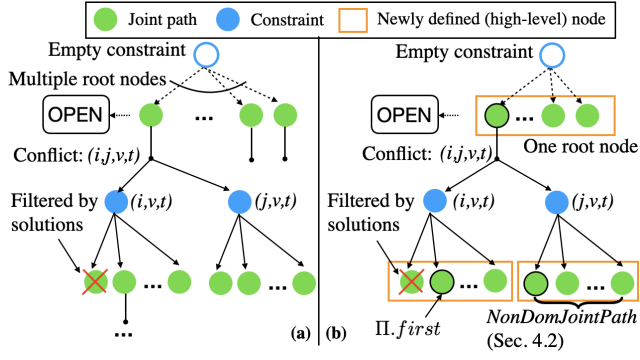 Joint path
Constraint
Newly defined (high-level) node
Empty constraint
Multiple root nodes
OPEN
...
Conflict: (i,j,v,t)
Filtered by
solutions
(i,v,t)
(j,v,t)
...
...
...
(a)
Empty constraint
OPEN
...
One root node
Conflict: (i,j,v,t)
Filtered by
solutions
(i,v,t)
(j,v,t)
...
...
(b)
Π.first
NonDomJointPath
(Sec. 4.2)